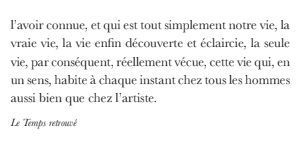 l’avoir connue, et qui est tout simplement notre vie, la
vraie vie, la vie enfin découverte et éclaircie, la seule
vie, par conséquent, réellement vécue, cette vie qui, en
un sens, habite à chaque instant chez tous les hommes
aussi bien que chez l’artiste.
Le Temps retrouvé